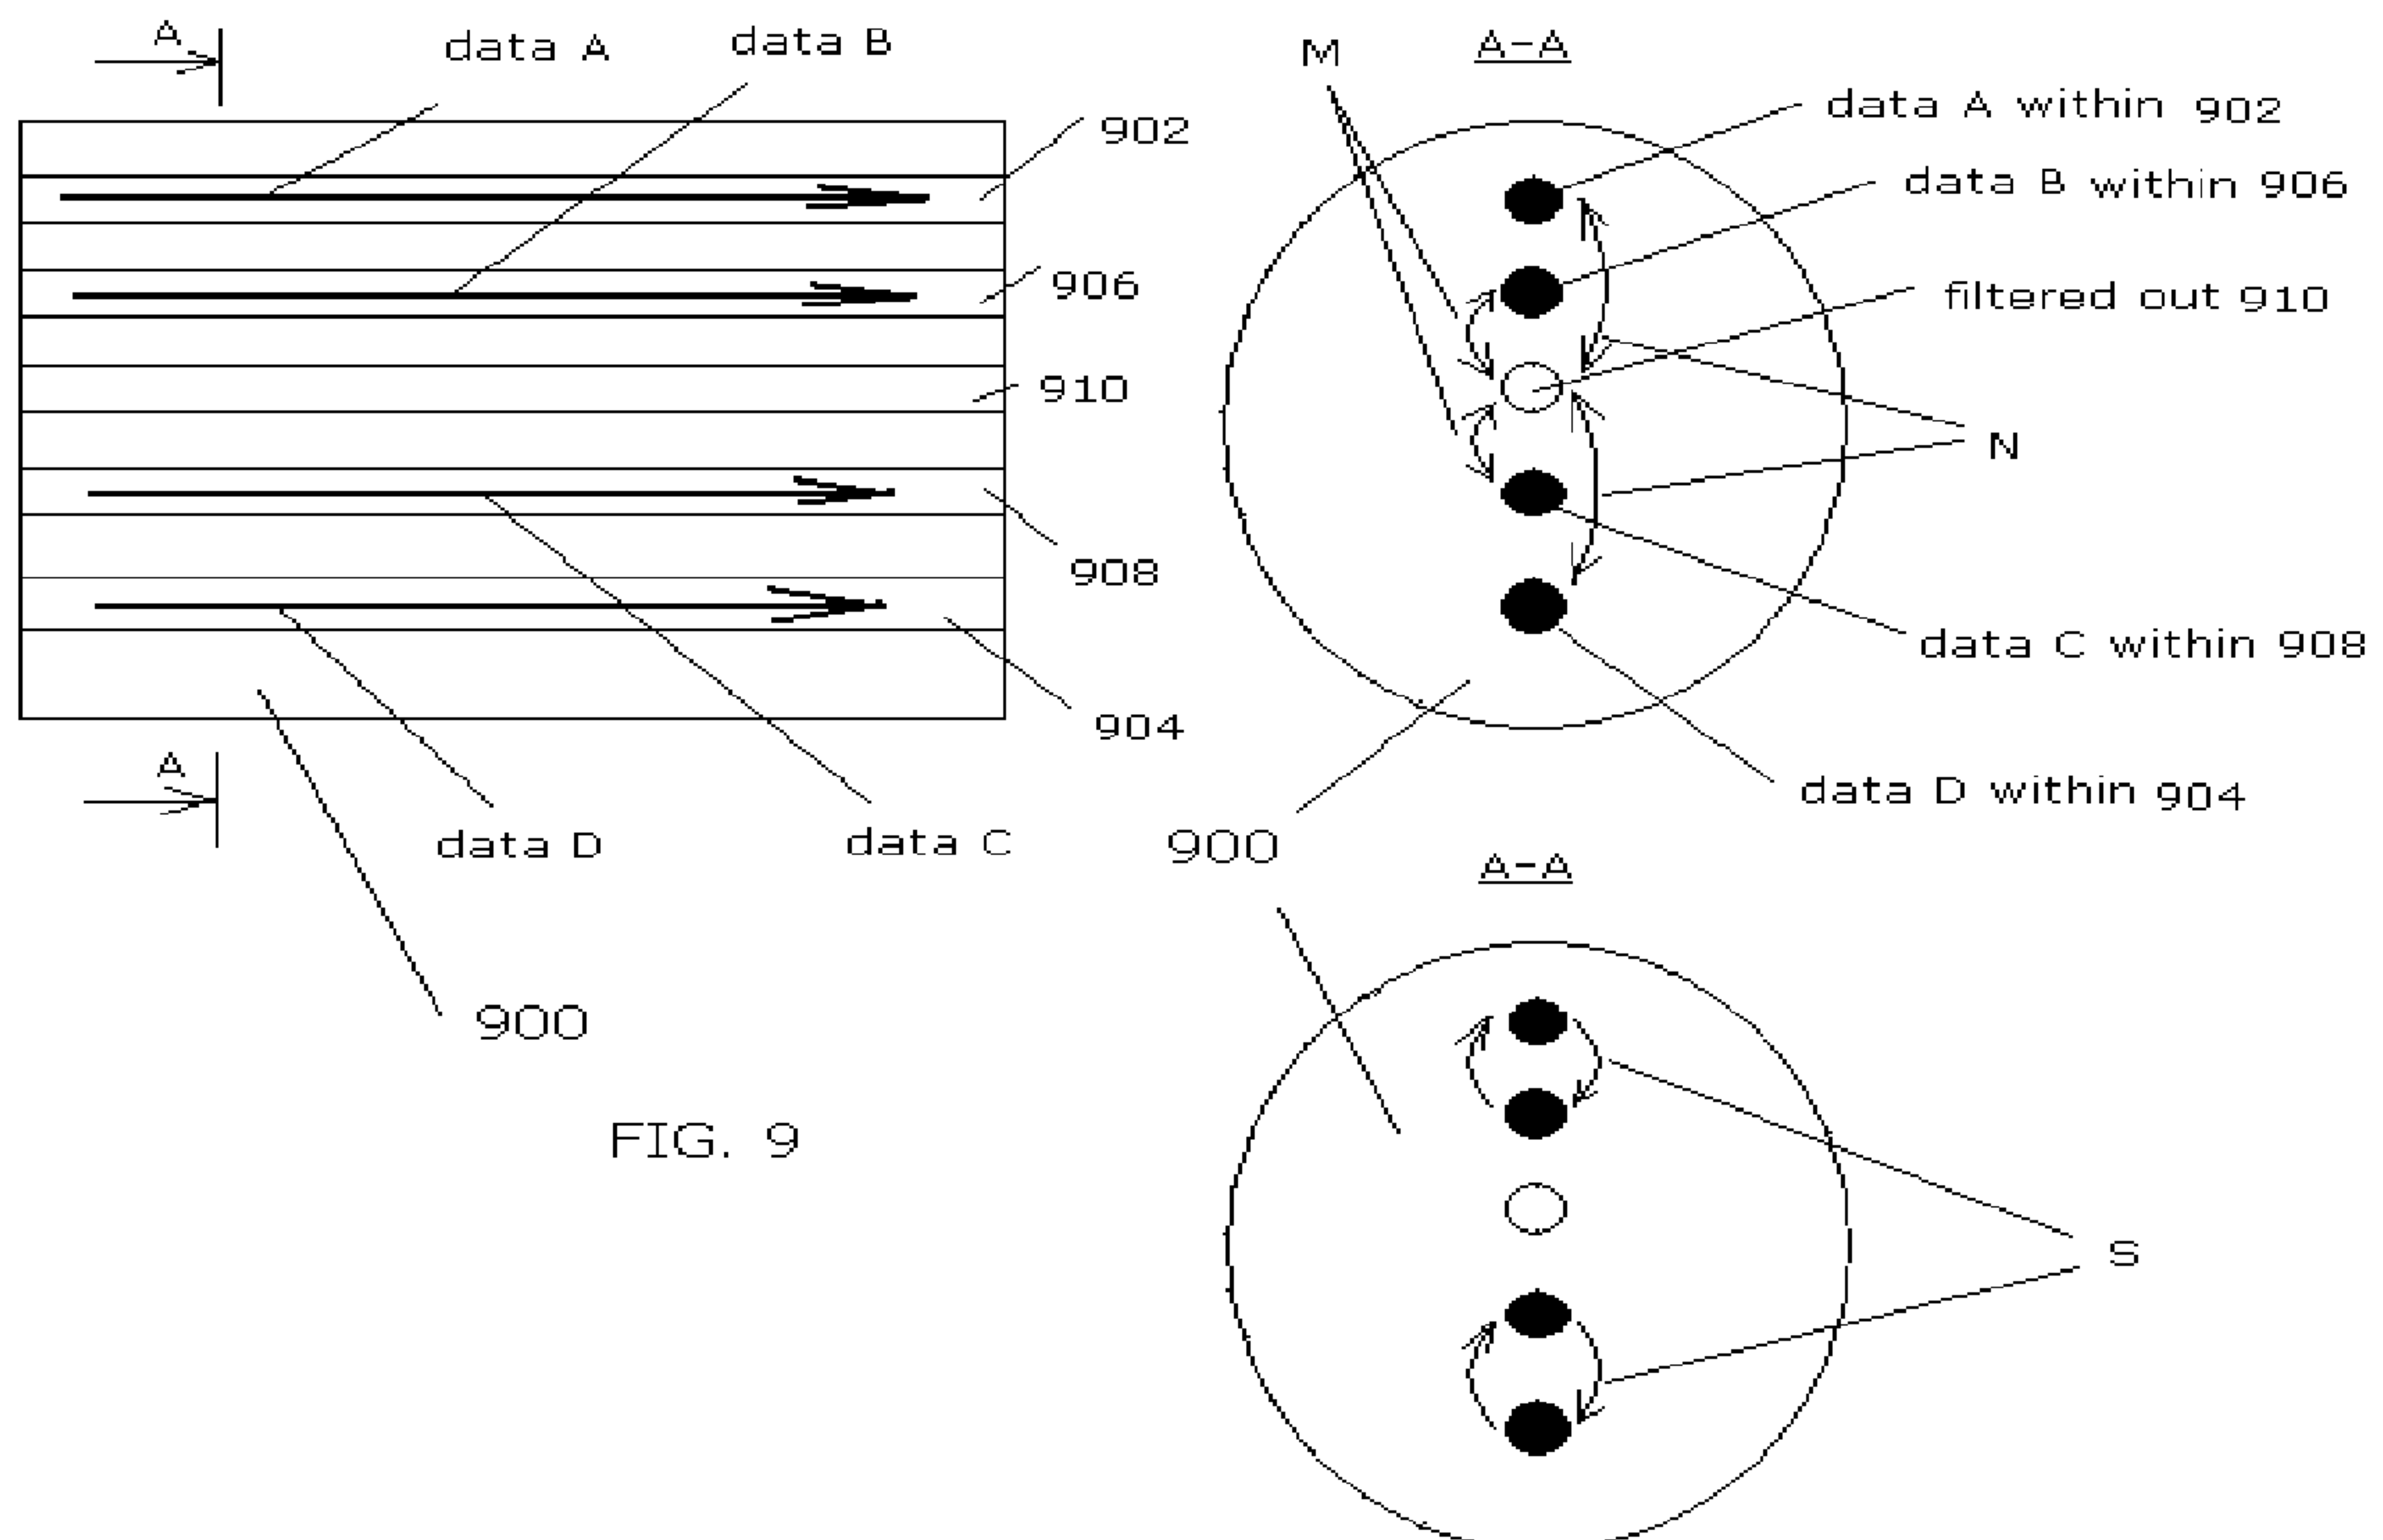 A
data A
data B
902
906
910
908
904
A
data D
data C
900
FIG. 9
M
A-A
data A within 902
data B within 906
filtered out 910
N
data C within 908
data D within 904
900
A-A
S